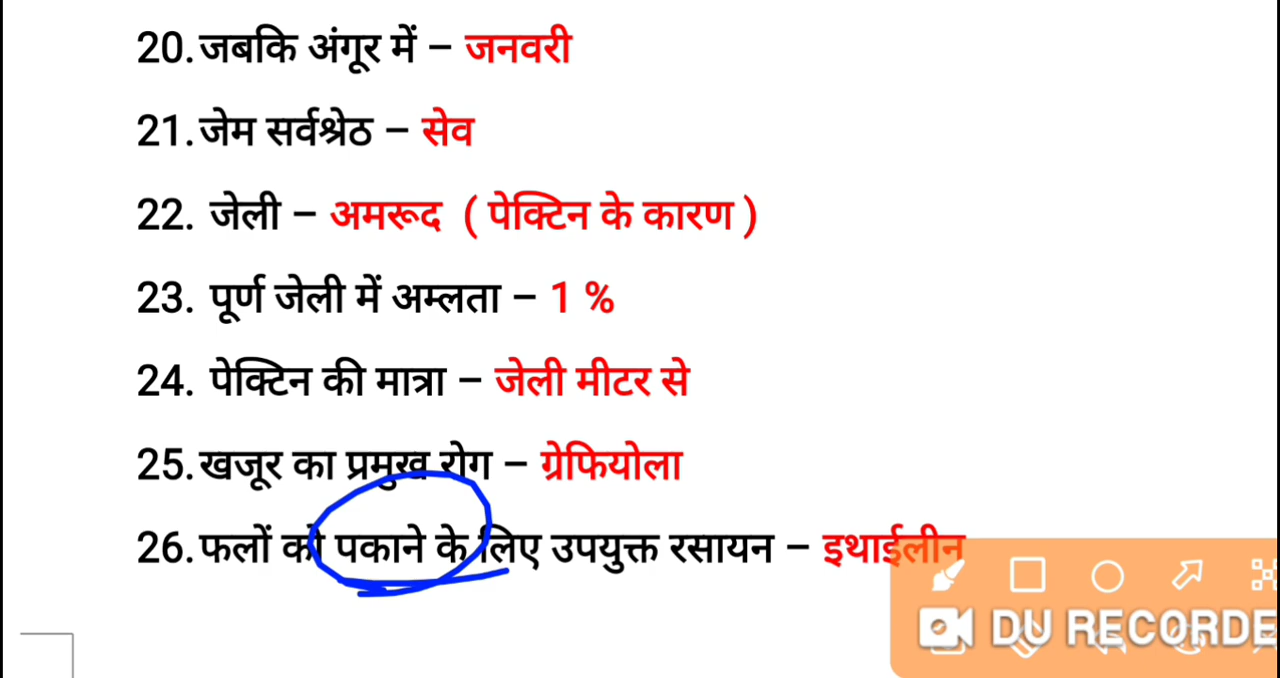 20. जबकि अंगूर में – जनवरी
21. जेम सर्वश्रेठ – सेव
22. जेली – अमरूद ( पेक्टिन के कारण )
23. पूर्ण जेली में अम्लता – 1 %
24. पेक्टिन की मात्रा – जेली मीटर से
25. खजूर का प्रमुख रोग – ग्रेफियोला
26. फलों को पकाने के लिए उपयुक्त रसायन – इथाईलीन
DU RECORDE